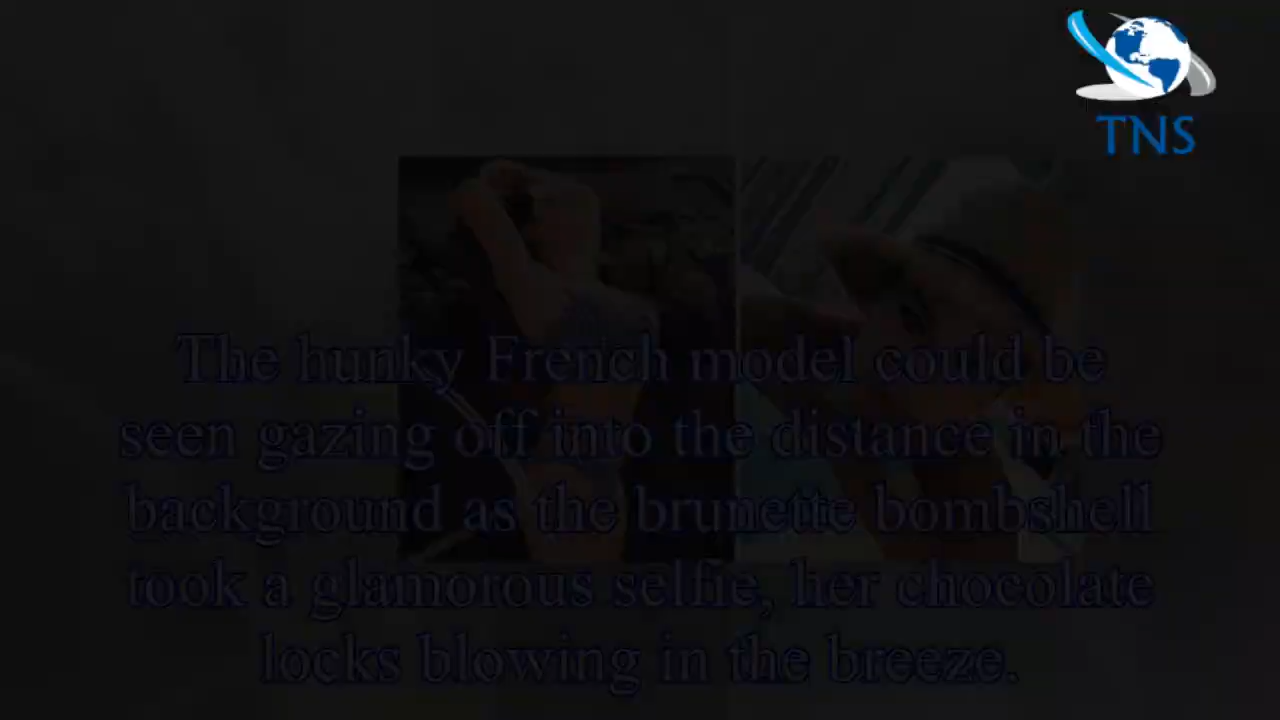 TNS
The hunky French model could be
seen gazing off into the distance in the
background as the brunette bombshell
took a glamorous selfie, her chocolate
locks blowing in the breeze.